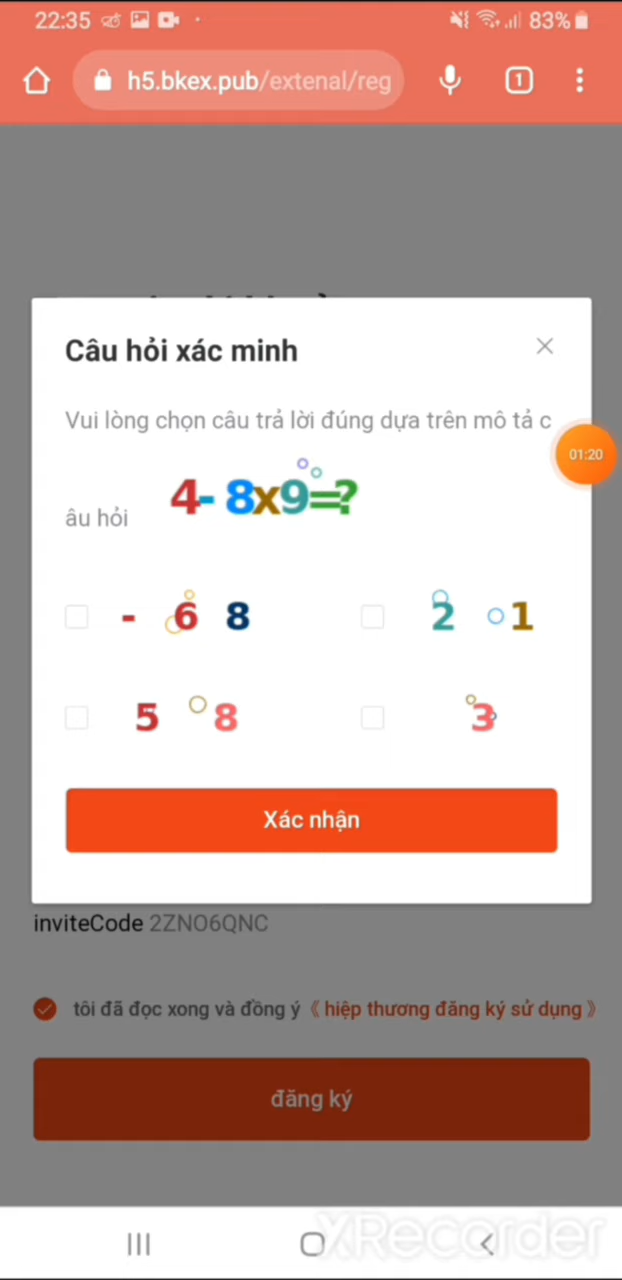 22:35 83%
h5.bkex.pub/extenal/reg 1
Câu hỏi xác minh
Vui lòng chọn câu trả lời đúng dựa trên mô tả c
01:20
âu hỏi 4- 8x9=?
- 6 8 2 1
5 8 3
Xác nhận
inviteCode 2ZNO6QNC
tôi đã đọc xong và đồng ý《 hiệp thương đăng ký sử dụng 》
đăng ký
XRecorder